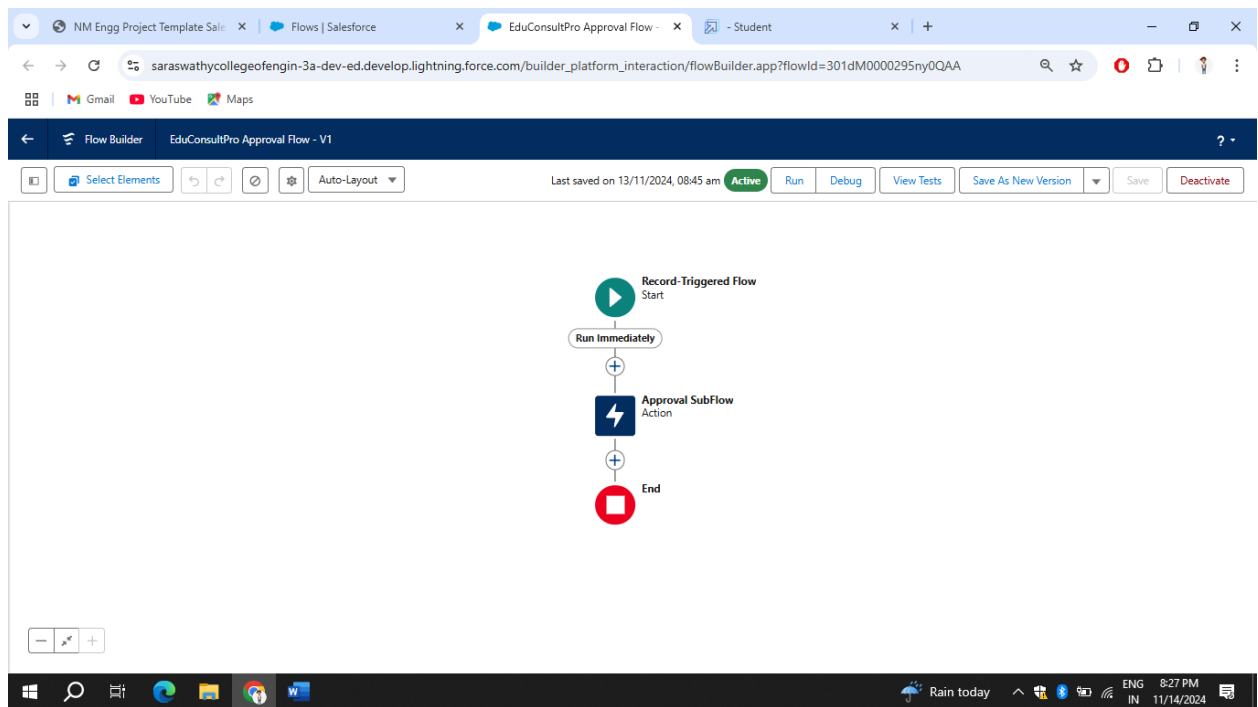 NM Engg Project Template Sale
Flows | Salesforce
EduConsultPro Approval Flow -
- Student
saraswathycollegeofengin-3a-dev-ed.develop.lightning.force.com/builder_platform_interaction/flowBuilder.app?flowId=301dM0000295ny0QAA
Gmail YouTube Maps
Flow Builder EduConsultPro Approval Flow - V1 ?
Select Elements Auto-Layout Last saved on 13/11/2024, 08:45 am Active Run Debug View Tests Save As New Version Save Deactivate
Record-Triggered Flow
Start
Run Immediately
Approval SubFlow
Action
End
Rain today
ENG 8:27 PM
IN 11/14/2024